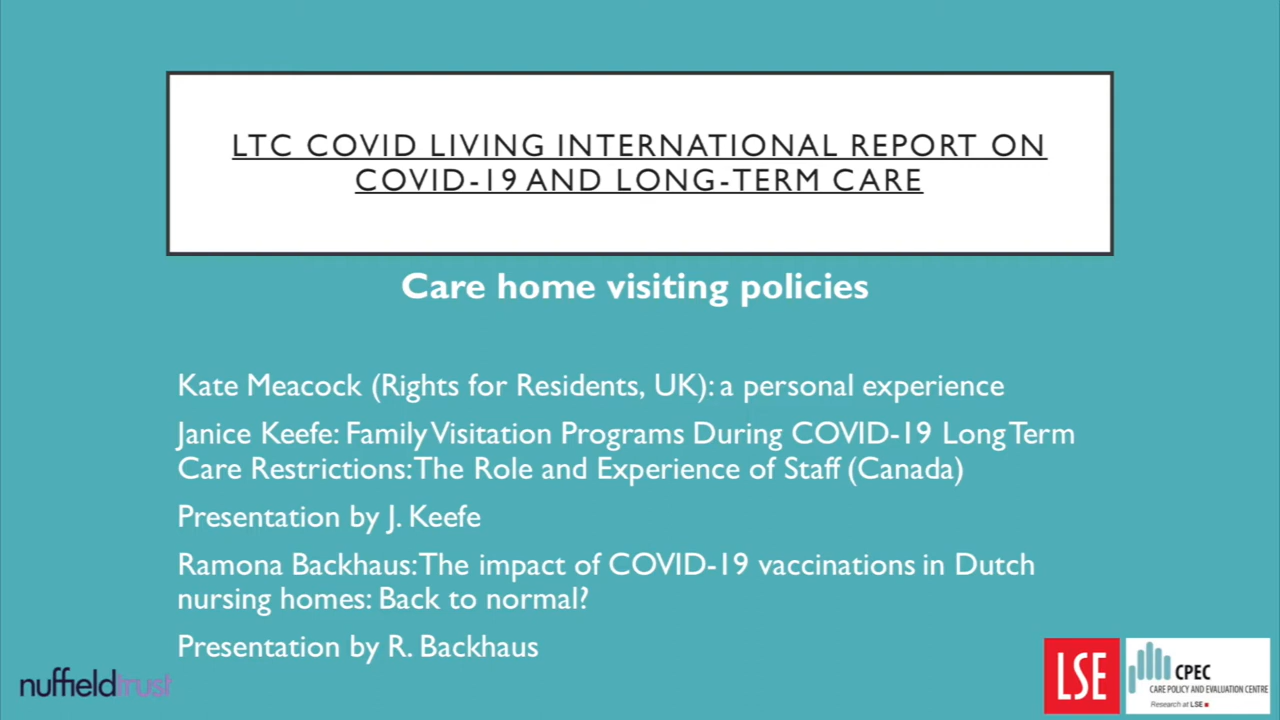 LTC COVID LIVING INTERNATIONAL REPORT ON
COVID-19 AND LONG-TERM CARE
Care home visiting policies
Kate Meacock (Rights for Residents, UK): a personal experience
Janice Keefe: Family Visitation Programs During COVID-19 Long Term
Care Restrictions: The Role and Experience of Staff (Canada)
Presentation by J. Keefe
Ramona Backhaus: The impact of COVID-19 vaccinations in Dutch
nursing homes: Back to normal?
Presentation by R. Backhaus
nuffieldtrust
LSE
CPEC
CARE POLICY AND EVALUATION CENTRE
Research at LSE